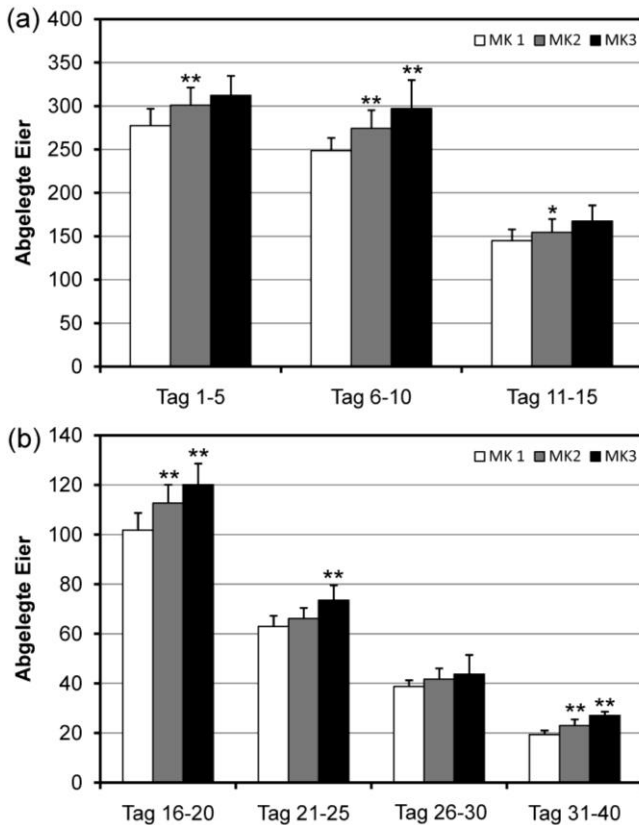 (a)
400
350
300
250
200
150
100
50
0
Abgelegte Eier
MK 1 MK2 MK3
** ** ** *
Tag 1-5 Tag 6-10 Tag 11-15
(b)
140
120
100
80
60
40
20
0
Abgelegte Eier
MK 1 MK2 MK3
** ** ** ** **
Tag 16-20 Tag 21-25 Tag 26-30 Tag 31-40